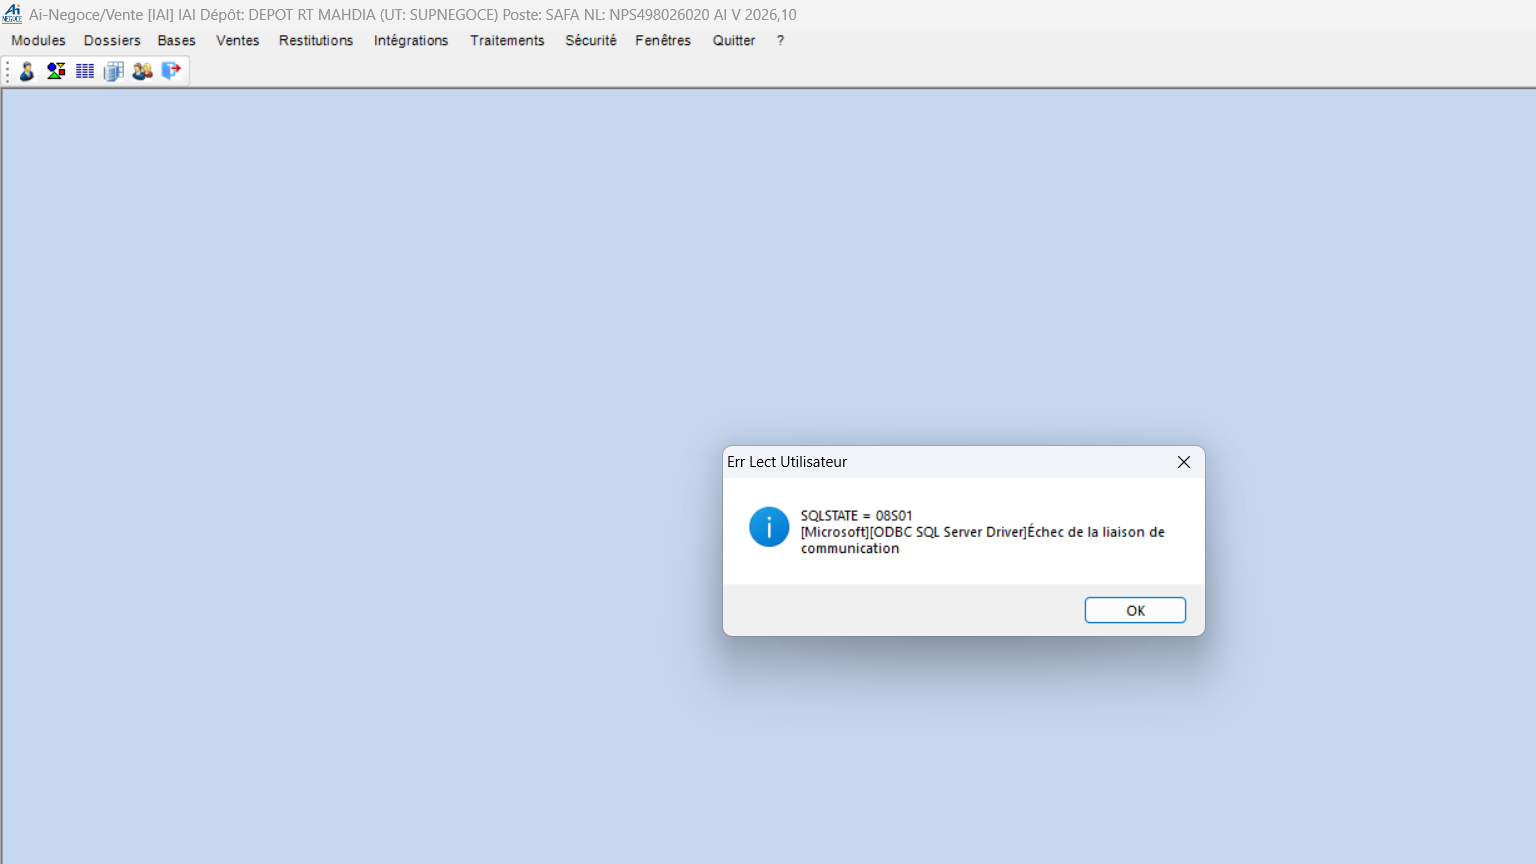 Ai NEGOCE
Ai-Negoce/Vente [IAI] IAI Dépôt: DEPOT RT MAHDIA (UT: SUPNEGOCE) Poste: SAFA NL: NPS498026020 AI V 2026,10
Modules Dossiers Bases Ventes Restitutions Intégrations Traitements Sécurité Fenêtres Quitter ?
Err Lect Utilisateur
SQLSTATE = 08S01
[Microsoft][ODBC SQL Server Driver]Échec de la liaison de
communication
OK